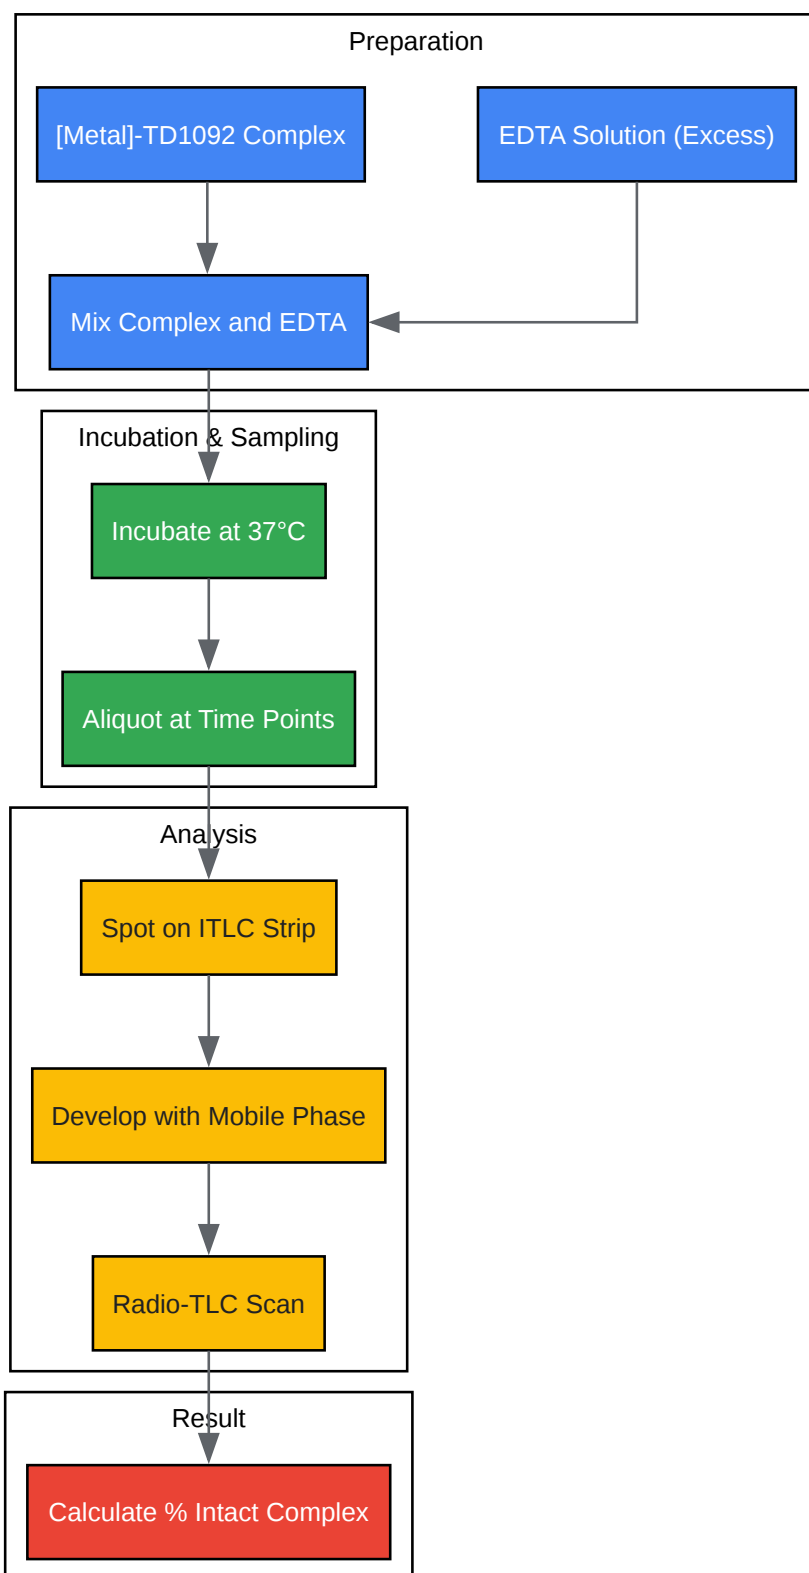 Preparation
[Metal]-TD1092 Complex
EDTA Solution (Excess)
Mix Complex and EDTA
Incubation & Sampling
Incubate at 37°C
Aliquot at Time Points
Analysis
Spot on ITLC Strip
Develop with Mobile Phase
Radio-TLC Scan
Result
Calculate % Intact Complex